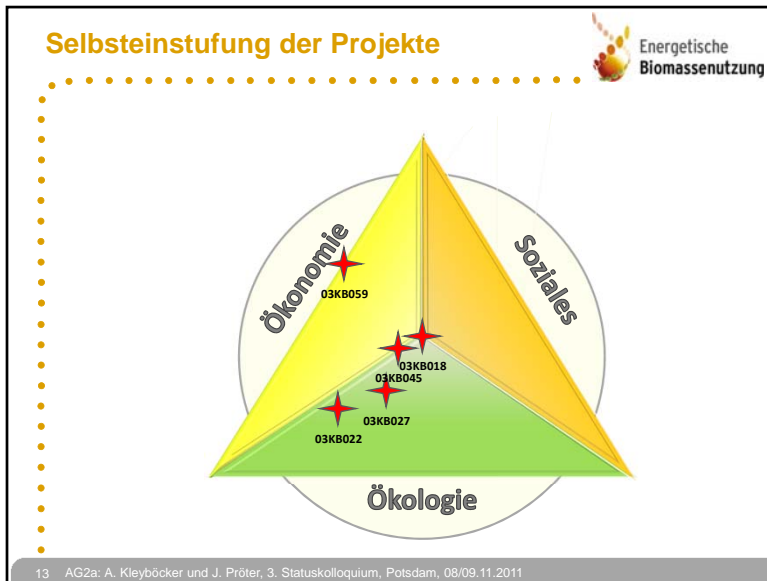 Selbsteinstufung der Projekte
Energetische
Biomassenutzung
Ökonomie
Soziales
03KB059
03KB018
03KB045
03KB027
03KB022
Ökologie
13 AG2a: A. Kleyböcker und J. Pröter, 3. Statuskolloquium, Potsdam, 08/09.11.2011